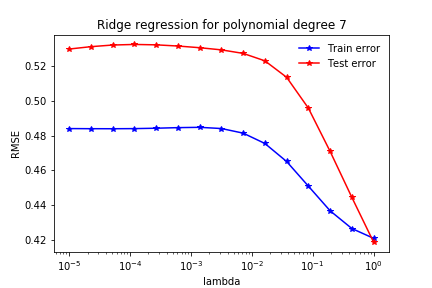 Ridge regression for polynomial degree 7
Train error
Test error
RMSE
0.52
0.50
0.48
0.46
0.44
0.42
10⁻⁵ 10⁻⁴ 10⁻³ 10⁻² 10⁻¹ 10⁰
lambda